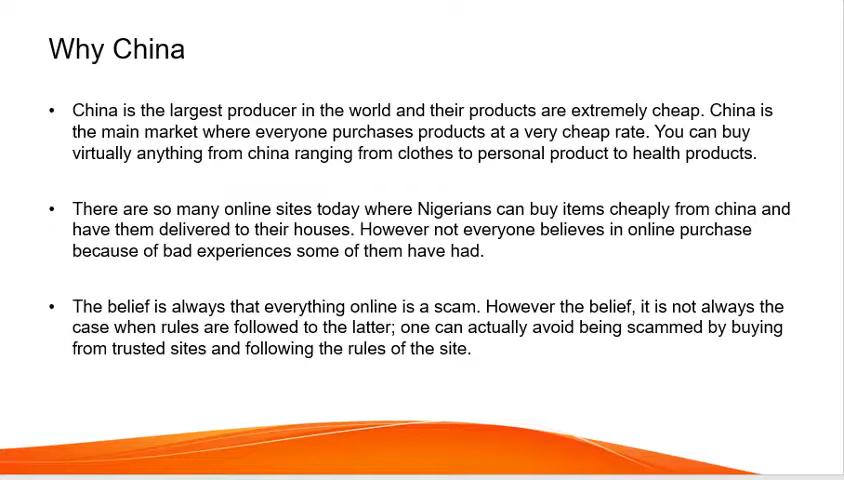 Why China
• China is the largest producer in the world and their products are extremely cheap. China is
the main market where everyone purchases products at a very cheap rate. You can buy
virtually anything from china ranging from clothes to personal product to health products.
• There are so many online sites today where Nigerians can buy items cheaply from china and
have them delivered to their houses. However not everyone believes in online purchase
because of bad experiences some of them have had.
• The belief is always that everything online is a scam. However the belief, it is not always the
case when rules are followed to the latter; one can actually avoid being scammed by buying
from trusted sites and following the rules of the site.